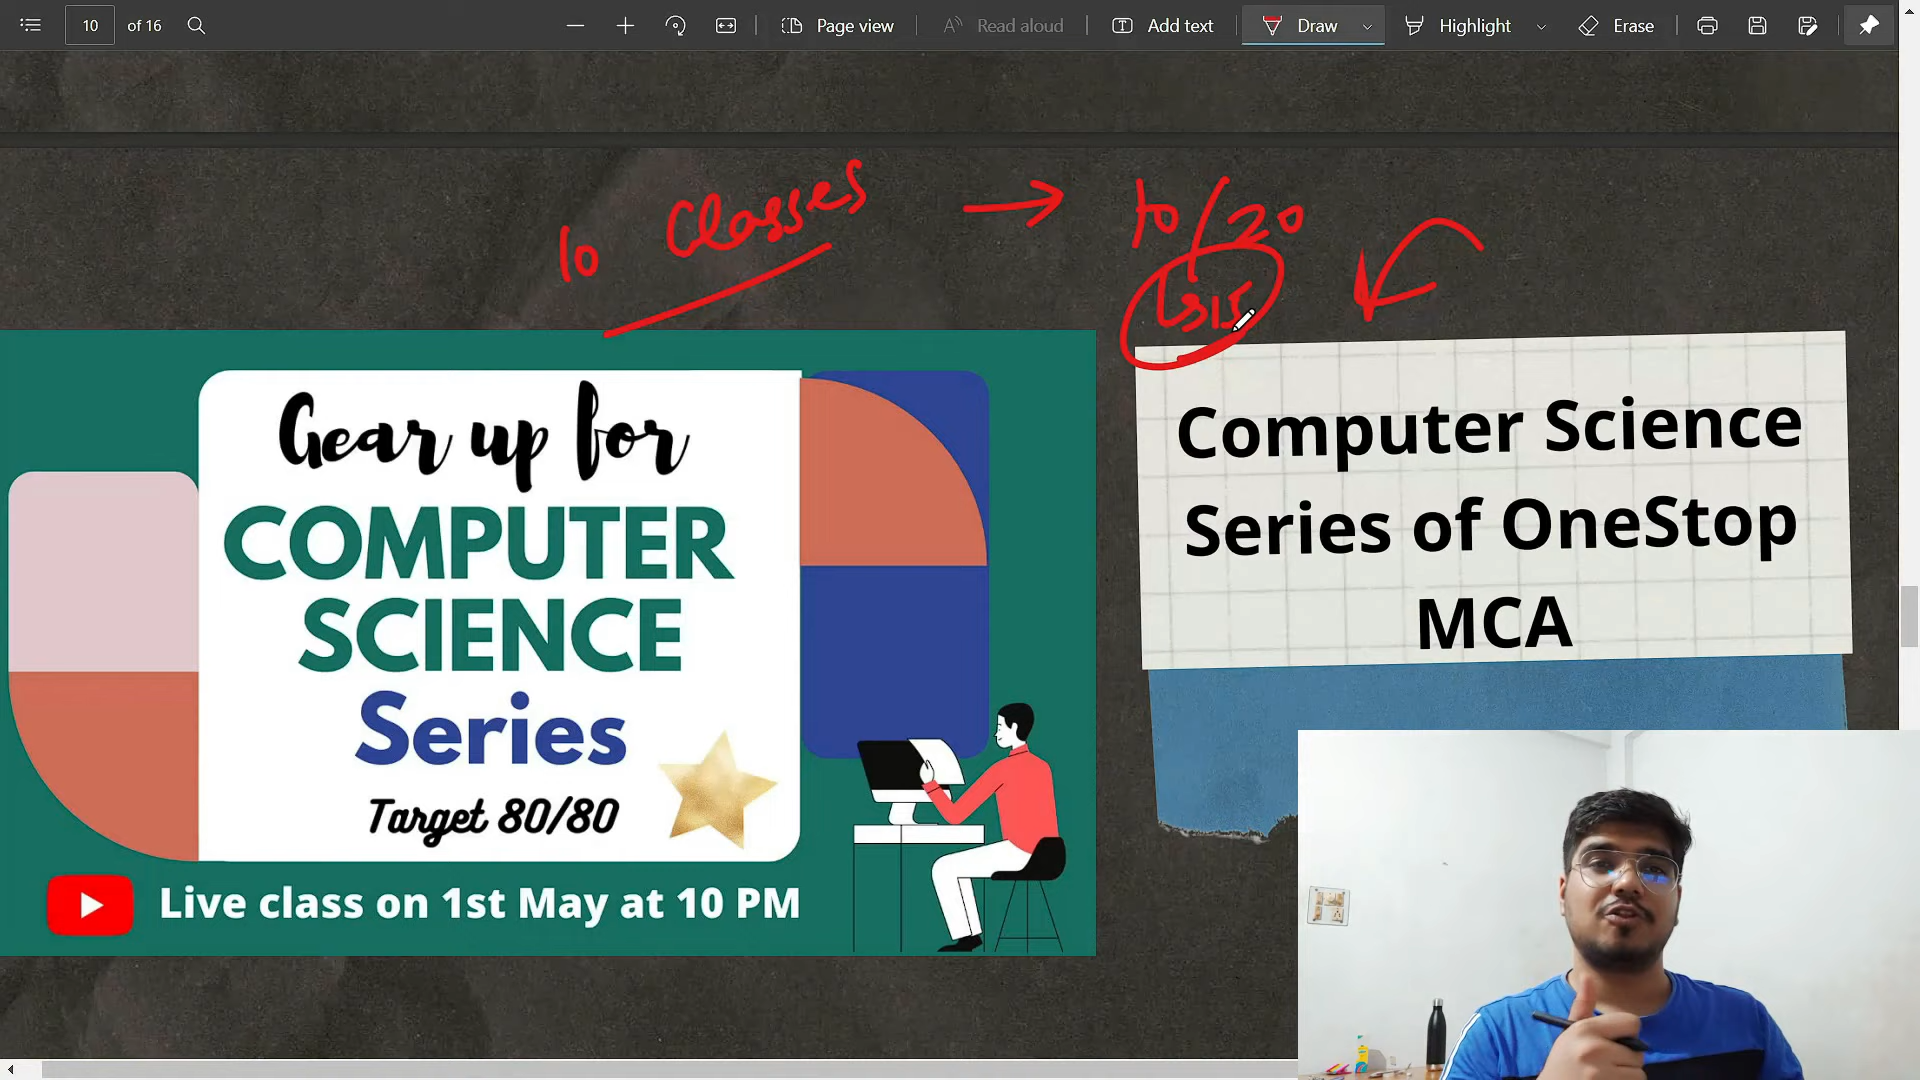 10 of 16 Page view Read aloud Add text Draw Highlight Erase
10 Classes → 10/20
Gear up for
COMPUTER
SCIENCE
Series
Target 80/80
Live class on 1st May at 10 PM
Computer Science
Series of OneStop
MCA